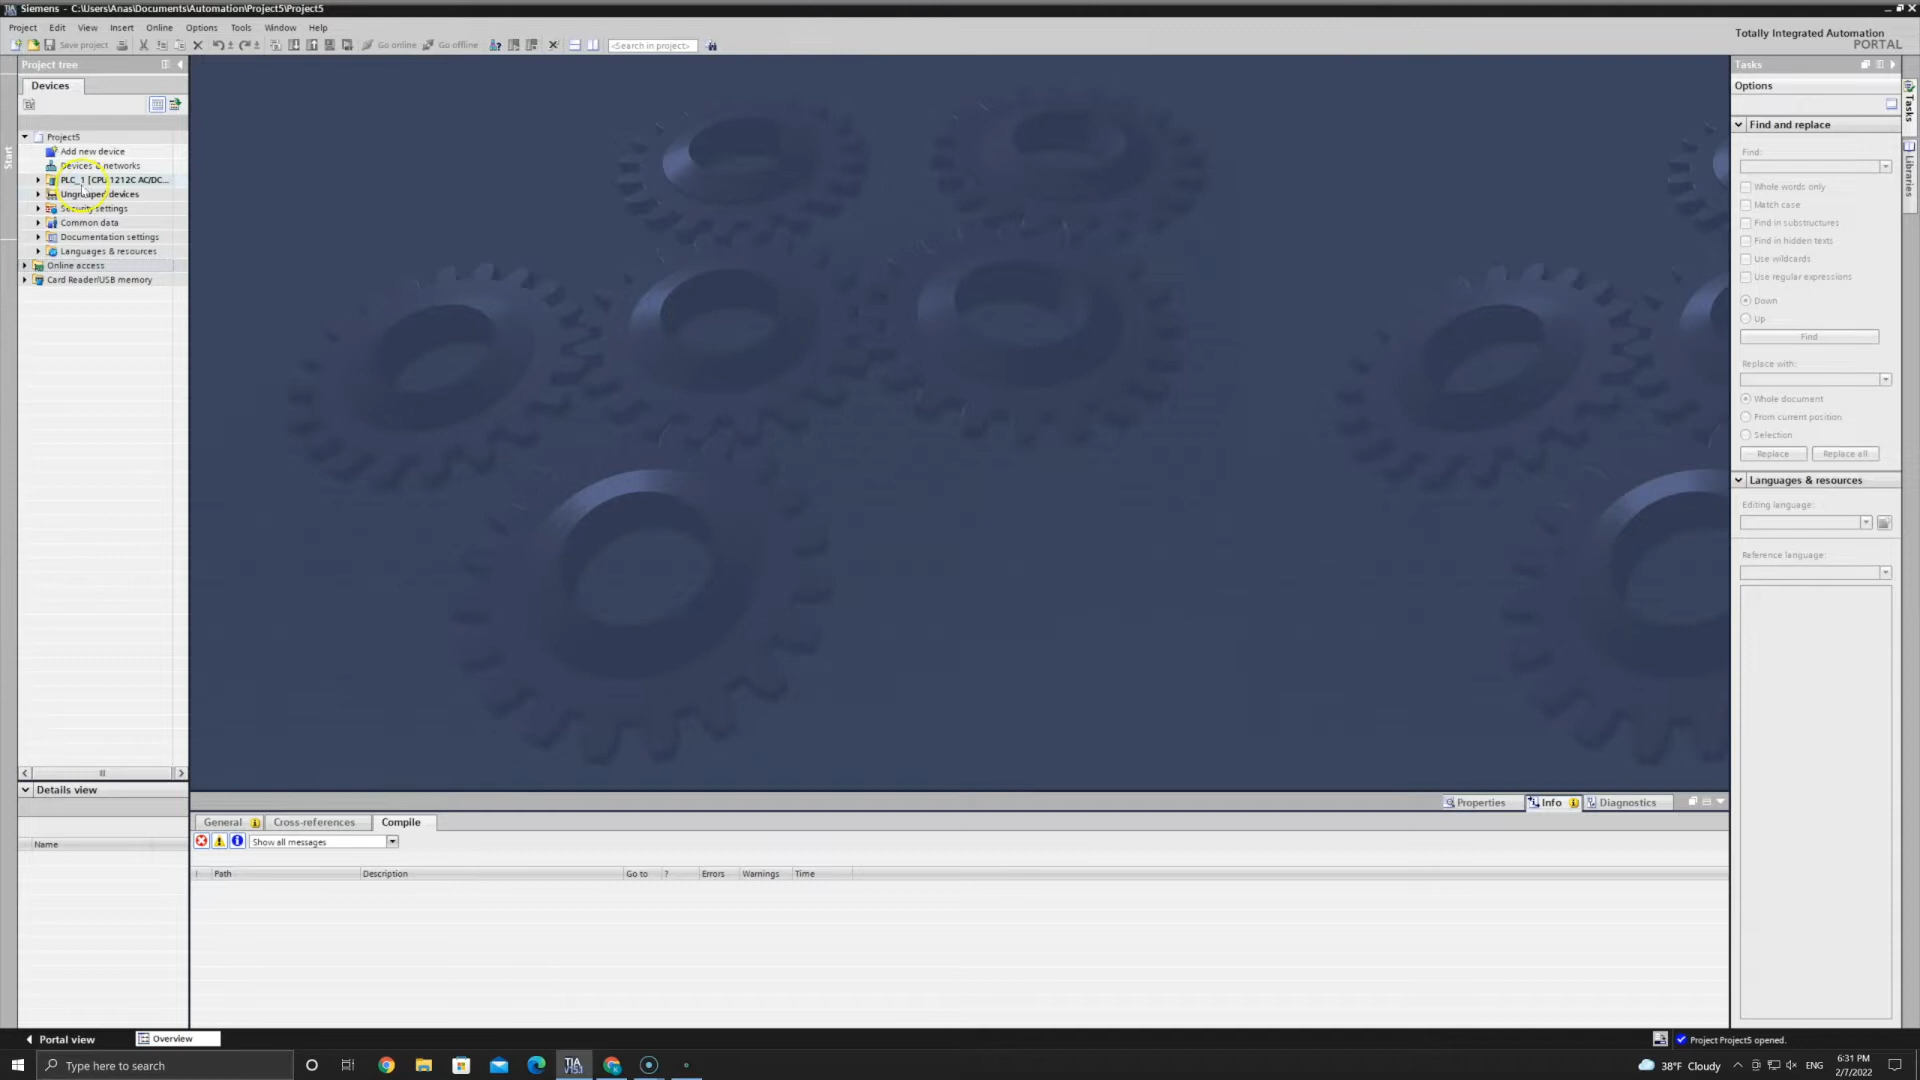 Siemens - C:\Users\Anas\Documents\Automation\Project5\Project5
Project Edit View Insert Online Options Tools Window Help
Totally Integrated Automation
PORTAL
Save project Go online Go offline <Search in project>
Project tree
Devices
Start
Project5
Add new device
Devices & networks
PLC_1 [CPU 1212C AC/DC...
Ungrouped devices
Security settings
Common data
Documentation settings
Languages & resources
Online access
Card Reader/USB memory
Details view
Name
Tasks
Options
Find and replace
Find:
Whole words only
Match case
Find in substructures
Find in hidden texts
Use wildcards
Use regular expressions
Down
Up
Find
Replace with:
Whole document
From current position
Selection
Replace Replace all
Languages & resources
Editing language:
Reference language:
Tasks
Libraries
Properties Info Diagnostics
General Cross-references Compile
Show all messages
! Path Description Go to ? Errors Warnings Time
Portal view Overview
Project Project5 opened.
Type here to search
TIA
V15.1
38°F Cloudy ENG
6:31 PM
2/7/2022